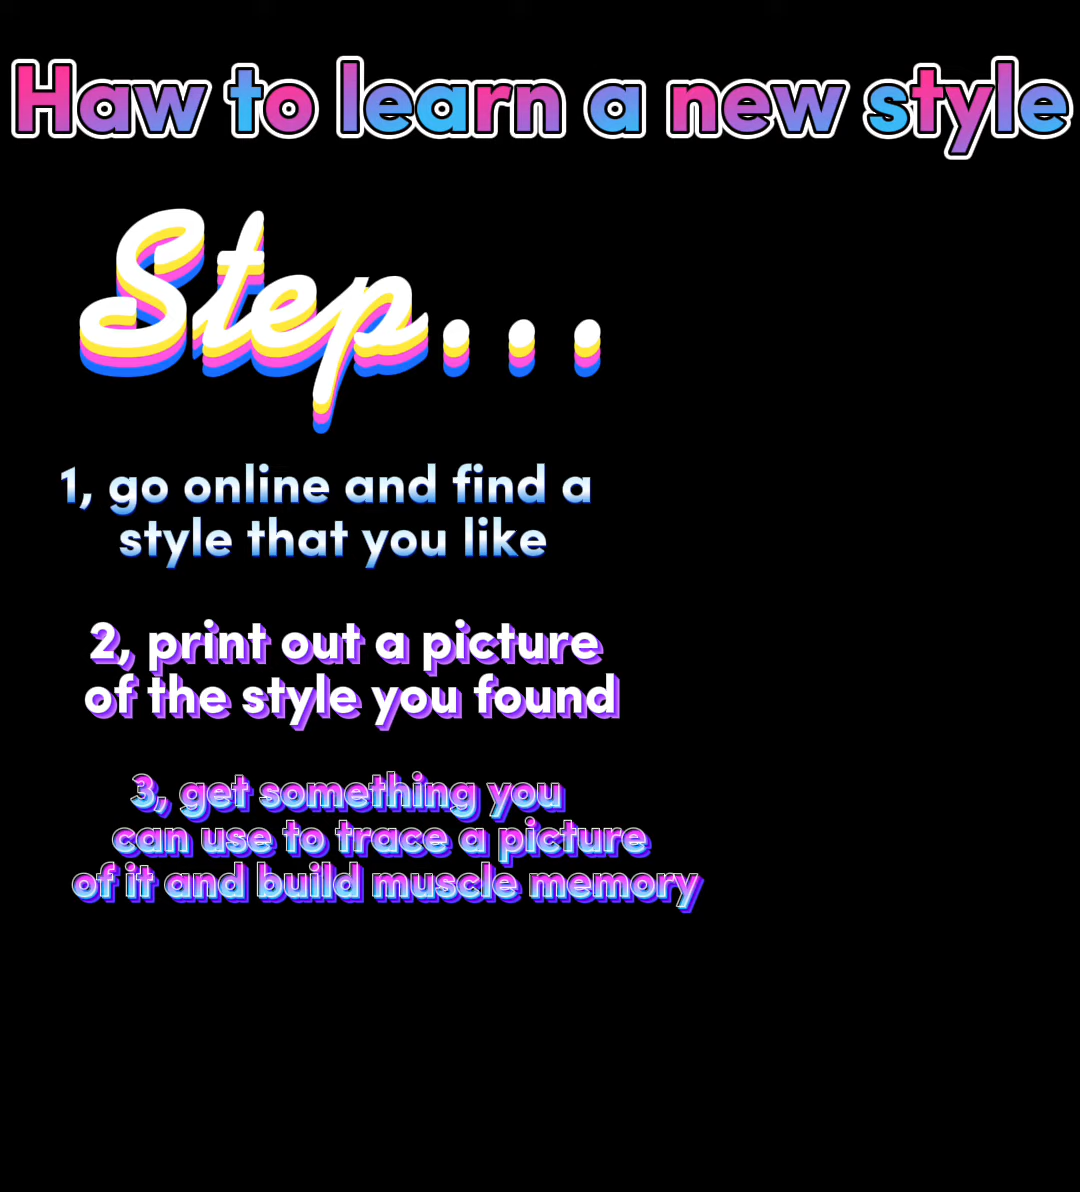 Haw to learn a new style
Step...
1, go online and find a
style that you like
2, print out a picture
of the style you found
3, get something you
can use to trace a picture
of it and build muscle memory